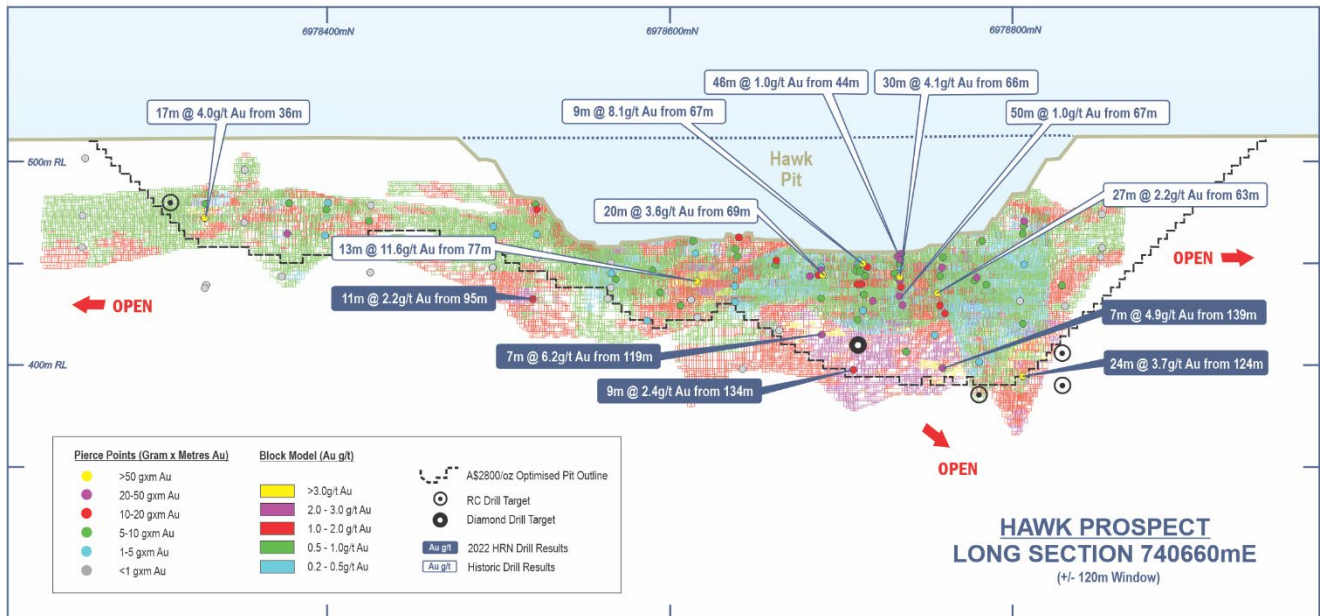 6978400mN
6978600mN
6978800mN
46m @ 1.0g/t Au from 44m
30m @ 4.1g/t Au from 66m
17m @ 4.0g/t Au from 36m
9m @ 8.1g/t Au from 67m
50m @ 1.0g/t Au from 67m
500m RL
Hawk
Pit
27m @ 2.2g/t Au from 63m
20m @ 3.6g/t Au from 69m
13m @ 11.6g/t Au from 77m
OPEN
11m @ 2.2g/t Au from 95m
OPEN
7m @ 4.9g/t Au from 139m
7m @ 6.2g/t Au from 119m
400m RL
24m @ 3.7g/t Au from 124m
9m @ 2.4g/t Au from 134m
OPEN
Pierce Points (Gram x Metres Au)
>50 gxm Au
20-50 gxm Au
10-20 gxm Au
5-10 gxm Au
1-5 gxm Au
<1 gxm Au
Block Model (Au g/t)
>3.0g/t Au
2.0 - 3.0 g/t Au
1.0 - 2.0 g/t Au
0.5 - 1.0g/t Au
0.2 - 0.5g/t Au
A$2800/oz Optimised Pit Outline
RC Drill Target
Diamond Drill Target
Au g/t 2022 HRN Drill Results
Au g/t Historic Drill Results
HAWK PROSPECT
LONG SECTION 740660mE
(+/- 120m Window)